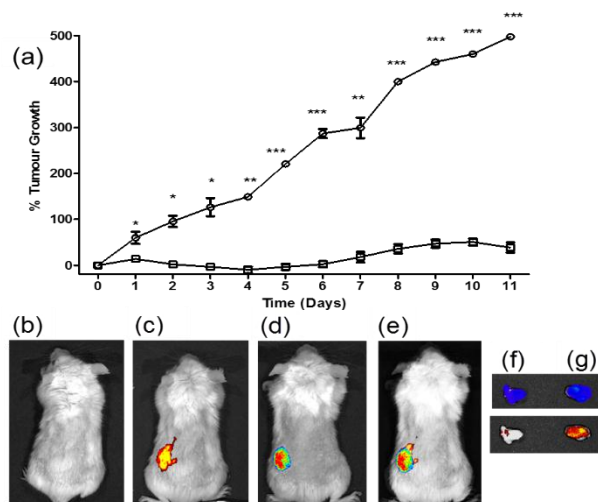 (a)
% Tumour Growth
500
400
300
200
100
0
* * * ** *** *** ** *** *** *** ***
0 1 2 3 4 5 6 7 8 9 10 11
Time (Days)
(b) (c) (d) (e) (f) (g)